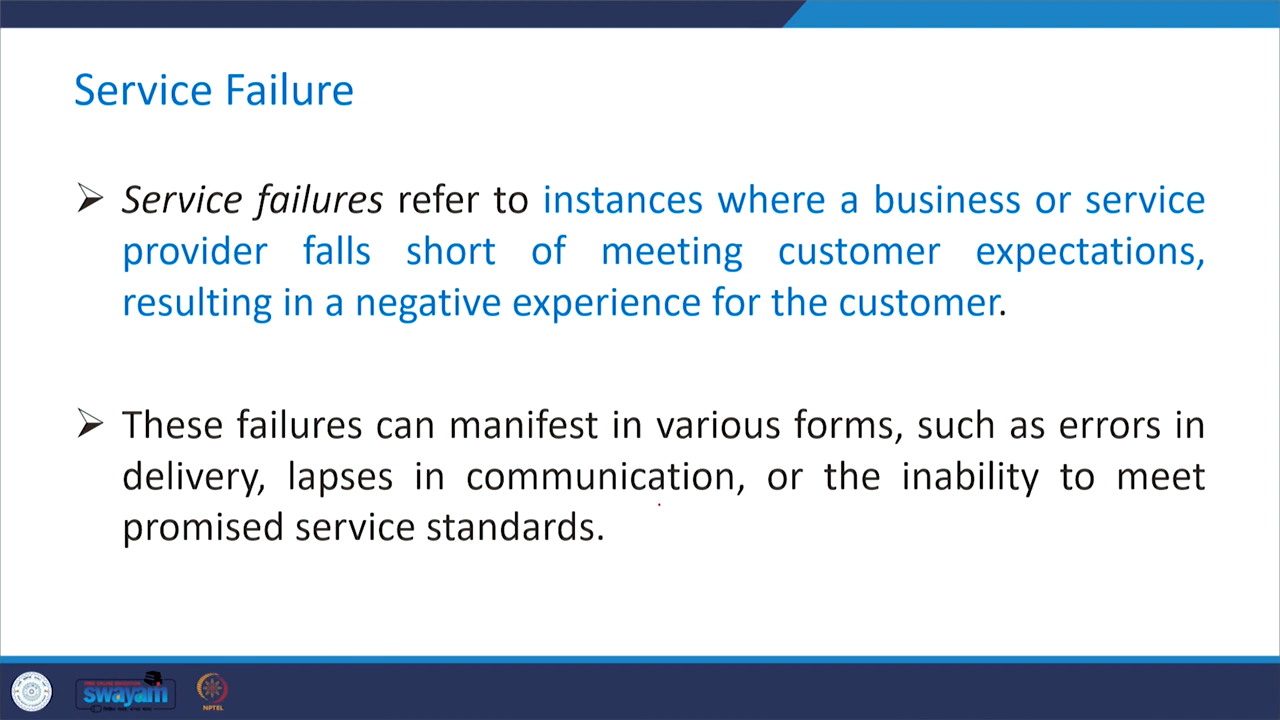 Service Failure
➢ Service failures refer to instances where a business or service
provider falls short of meeting customer expectations,
resulting in a negative experience for the customer.
➢ These failures can manifest in various forms, such as errors in
delivery, lapses in communication, or the inability to meet
promised service standards.
swayam
NPTEL